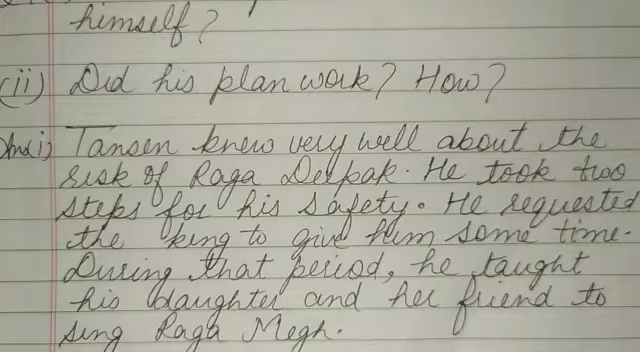 himself?
(ii) Did his plan work? How?
Ans i) Tansen knew very well about the
risk of Raga Deepak. He took two
steps for his safety. He requested
the king to give him some time.
During that period, he taught
his daughter and her friend to
sing Raga Megh.